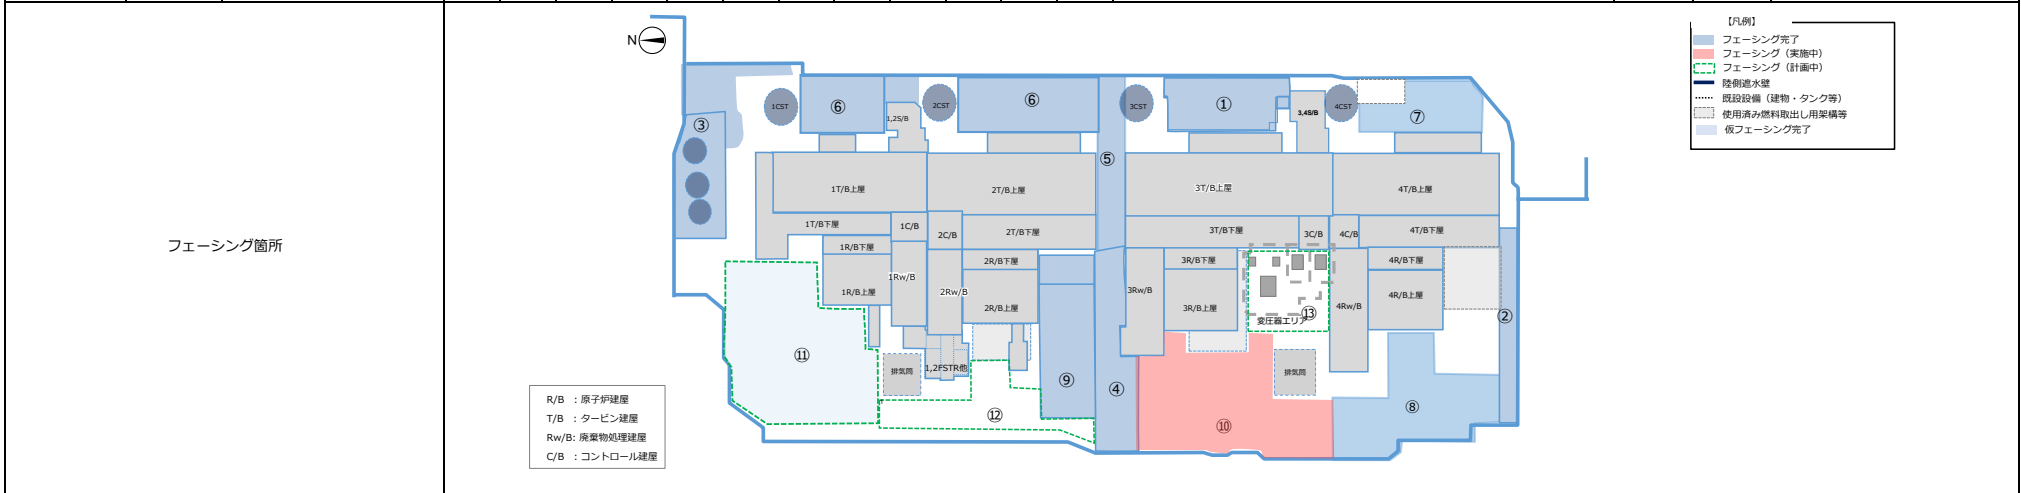 フェーシング箇所
N
【凡例】
フェーシング完了
フェーシング（実施中）
フェーシング（計画中）
陸側遮水壁
既設設備（建物・タンク等）
使用済み燃料取出し用架構等
仮フェーシング完了
1CST
⑥
2CST
⑥
3CST
①
3,4S/B
4CST
⑦
1,2S/B
③
⑤
1T/B上屋
2T/B上屋
3T/B上屋
4T/B上屋
1T/B下屋
1C/B
2C/B
2T/B下屋
3T/B下屋
3C/B
4C/B
4T/B下屋
1R/B下屋
2R/B下屋
3R/B下屋
4R/B下屋
1Rw/B
1R/B上屋
2Rw/B
2R/B上屋
3Rw/B
3R/B上屋
変圧器エリア
⑬
4Rw/B
4R/B上屋
②
⑪
排気筒
1,2FSTR他
⑨
④
排気筒
⑫
⑩
⑧
R/B ：原子炉建屋
T/B ：タービン建屋
Rw/B: 廃棄物処理建屋
C/B ：コントロール建屋